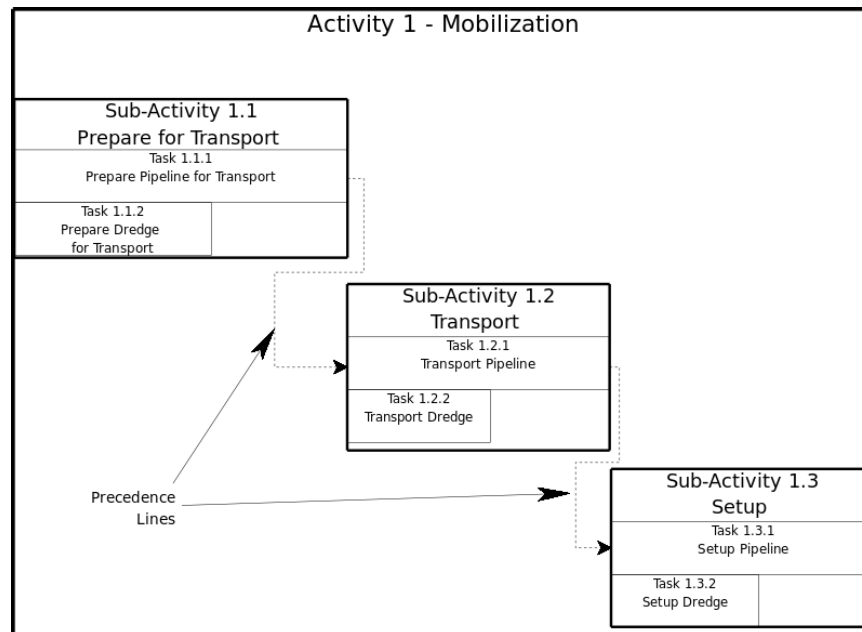 Activity 1 - Mobilization
Sub-Activity 1.1
Prepare for Transport
Task 1.1.1
Prepare Pipeline for Transport
Task 1.1.2
Prepare Dredge
for Transport
Sub-Activity 1.2
Transport
Task 1.2.1
Transport Pipeline
Task 1.2.2
Transport Dredge
Precedence
Lines
Sub-Activity 1.3
Setup
Task 1.3.1
Setup Pipeline
Task 1.3.2
Setup Dredge